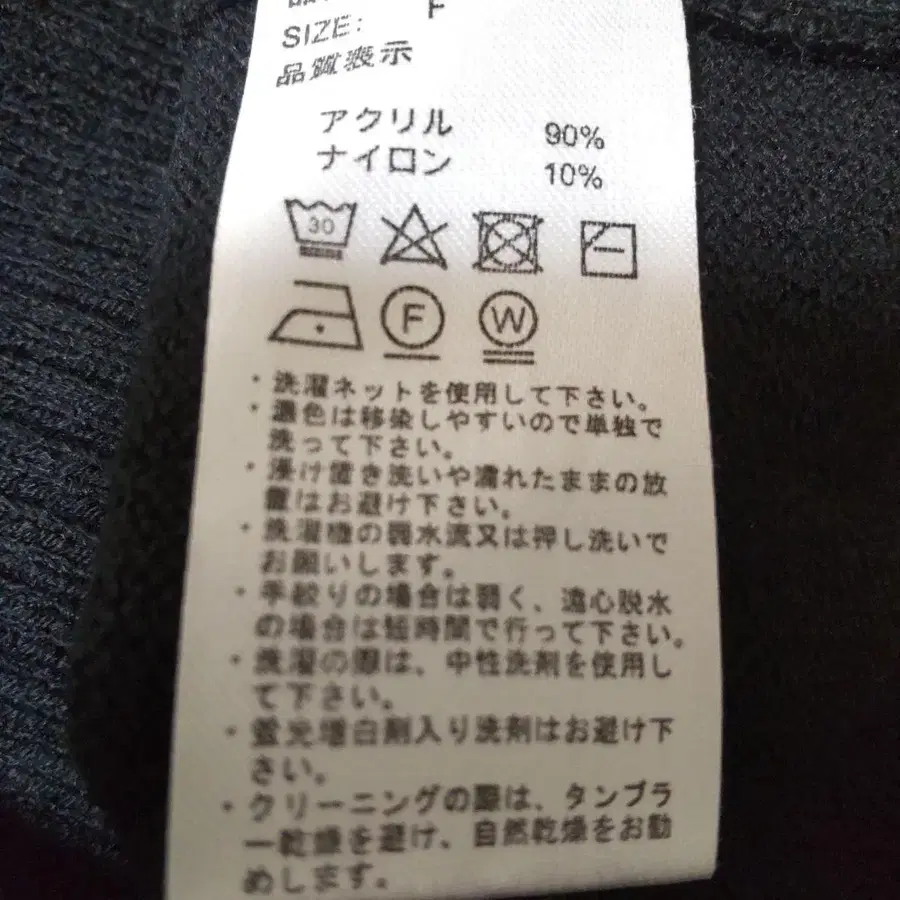 SIZE: F
品質表示
アクリル 90%
ナイロン 10%
30
F W
・洗濯ネットを使用して下さい。
・濃色は移染しやすいので単独で
洗って下さい。
・浸け置き洗いや濡れたままの放
置はお避け下さい。
・洗濯機の弱水流又は押し洗いで
お願いします。
・手絞りの場合は弱く、遠心脱水
の場合は短時間で行って下さい。
・洗濯の際は、中性洗剤を使用し
て下さい。
・蛍光増白剤入り洗剤はお避け下
さい。
・クリーニングの際は、タンブラ
ー乾燥を避け、自然乾燥をお勧
めします。